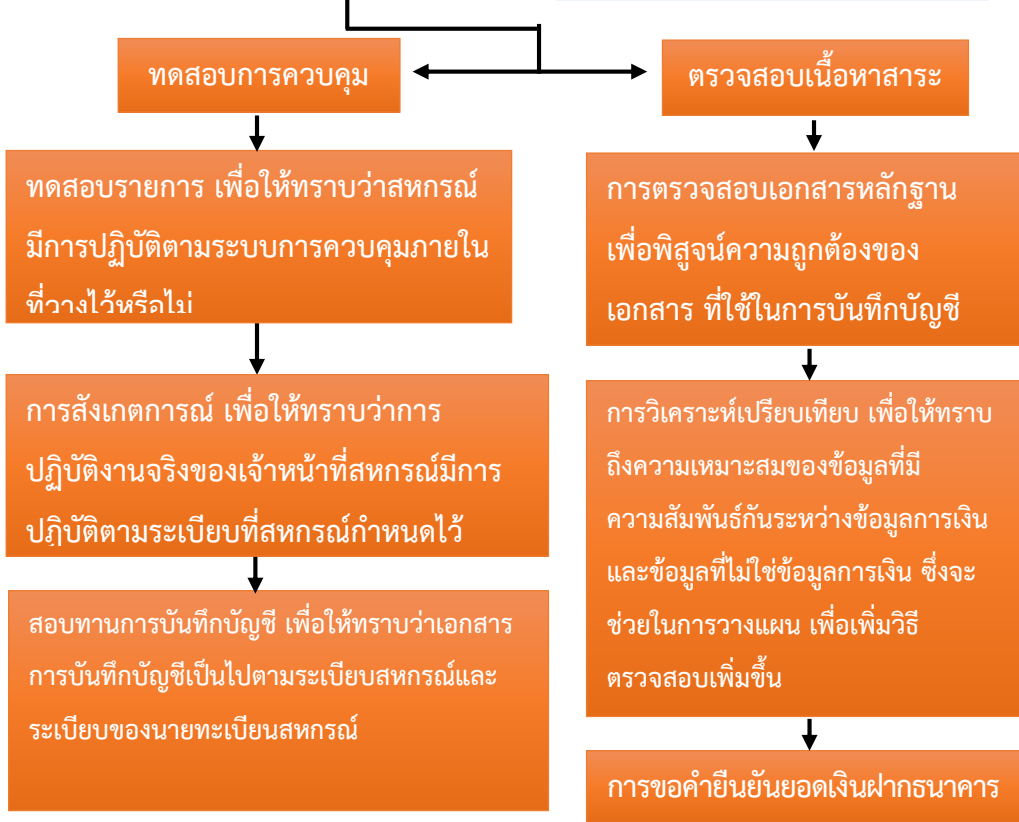 ทดสอบการควบคุม
ตรวจสอบเนื้อหาสาระ
ทดสอบรายการ เพื่อให้ทราบว่าสหกรณ์
มีการปฏิบัติตามระบบการควบคุมภายใน
ที่วางไว้หรือไม่
การสังเกตการณ์ เพื่อให้ทราบว่าการ
ปฏิบัติงานจริงของเจ้าหน้าที่สหกรณ์มีการ
ปฏิบัติตามระเบียบที่สหกรณ์กำหนดไว้
สอบทานการบันทึกบัญชี เพื่อให้ทราบว่าเอกสาร
การบันทึกบัญชีเป็นไปตามระเบียบสหกรณ์และ
ระเบียบของนายทะเบียนสหกรณ์
การตรวจสอบเอกสารหลักฐาน
เพื่อพิสูจน์ความถูกต้องของ
เอกสาร ที่ใช้ในการบันทึกบัญชี
การวิเคราะห์เปรียบเทียบ เพื่อให้ทราบ
ถึงความเหมาะสมของข้อมูลที่มี
ความสัมพันธ์กันระหว่างข้อมูลการเงิน
และข้อมูลที่ไม่ใช่ข้อมูลการเงิน ซึ่งจะ
ช่วยในการวางแผน เพื่อเพิ่มวิธี
ตรวจสอบเพิ่มขึ้น
การขอคำยืนยันยอดเงินฝากธนาคาร